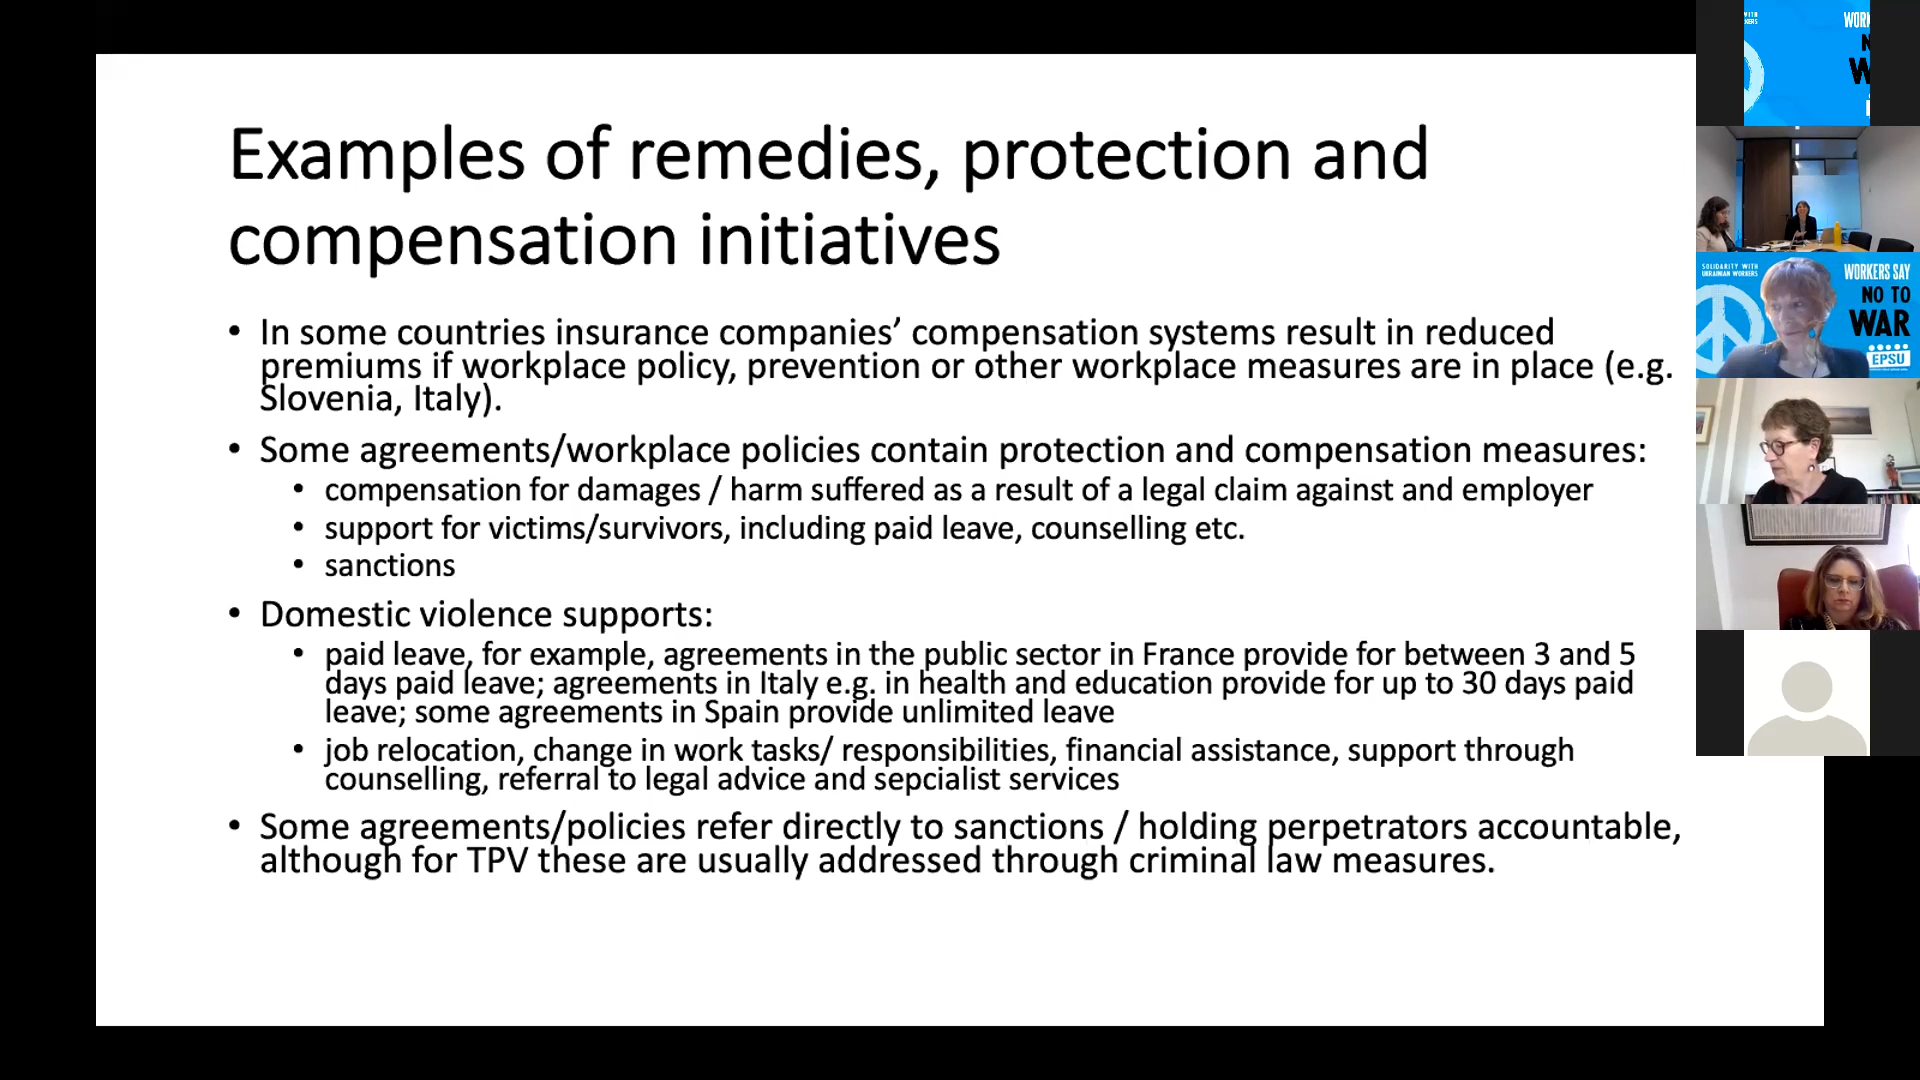 Examples of remedies, protection and
compensation initiatives
• In some countries insurance companies’ compensation systems result in reduced
premiums if workplace policy, prevention or other workplace measures are in place (e.g.
Slovenia, Italy).
• Some agreements/workplace policies contain protection and compensation measures:
• compensation for damages / harm suffered as a result of a legal claim against and employer
• support for victims/survivors, including paid leave, counselling etc.
• sanctions
• Domestic violence supports:
• paid leave, for example, agreements in the public sector in France provide for between 3 and 5
days paid leave; agreements in Italy e.g. in health and education provide for up to 30 days paid
leave; some agreements in Spain provide unlimited leave
• job relocation, change in work tasks/ responsibilities, financial assistance, support through
counselling, referral to legal advice and sepcialist services
• Some agreements/policies refer directly to sanctions / holding perpetrators accountable,
although for TPV these are usually addressed through criminal law measures.
SOLIDARITY WITH
UKRAINIAN WORKERS
WORKERS SAY
NO TO
WAR
EPSU